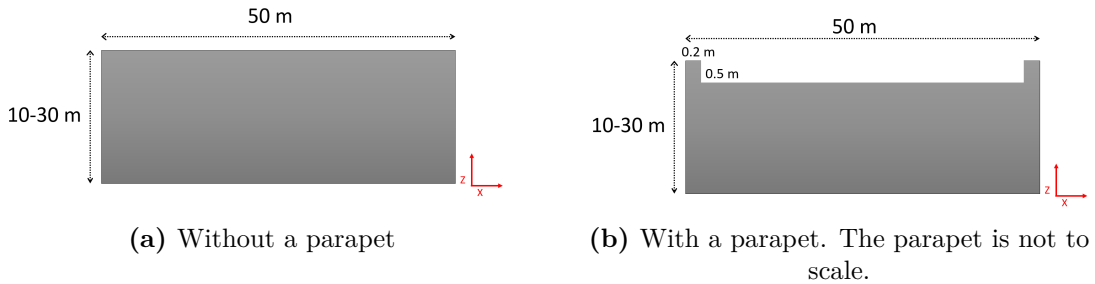 50 m
10-30 m
Z
X
(a) Without a parapet
50 m
0.2 m
0.5 m
10-30 m
Z
X
(b) With a parapet. The parapet is not to
scale.